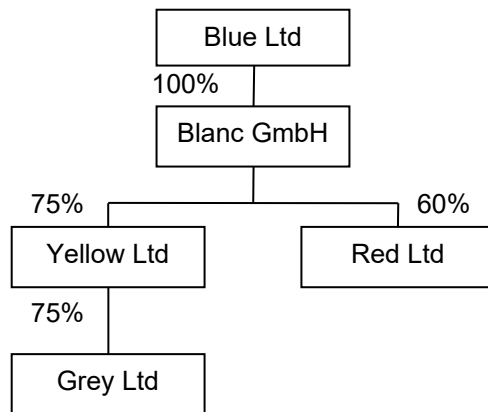 Blue Ltd
100%
Blanc GmbH
75%
60%
Yellow Ltd
Red Ltd
75%
Grey Ltd